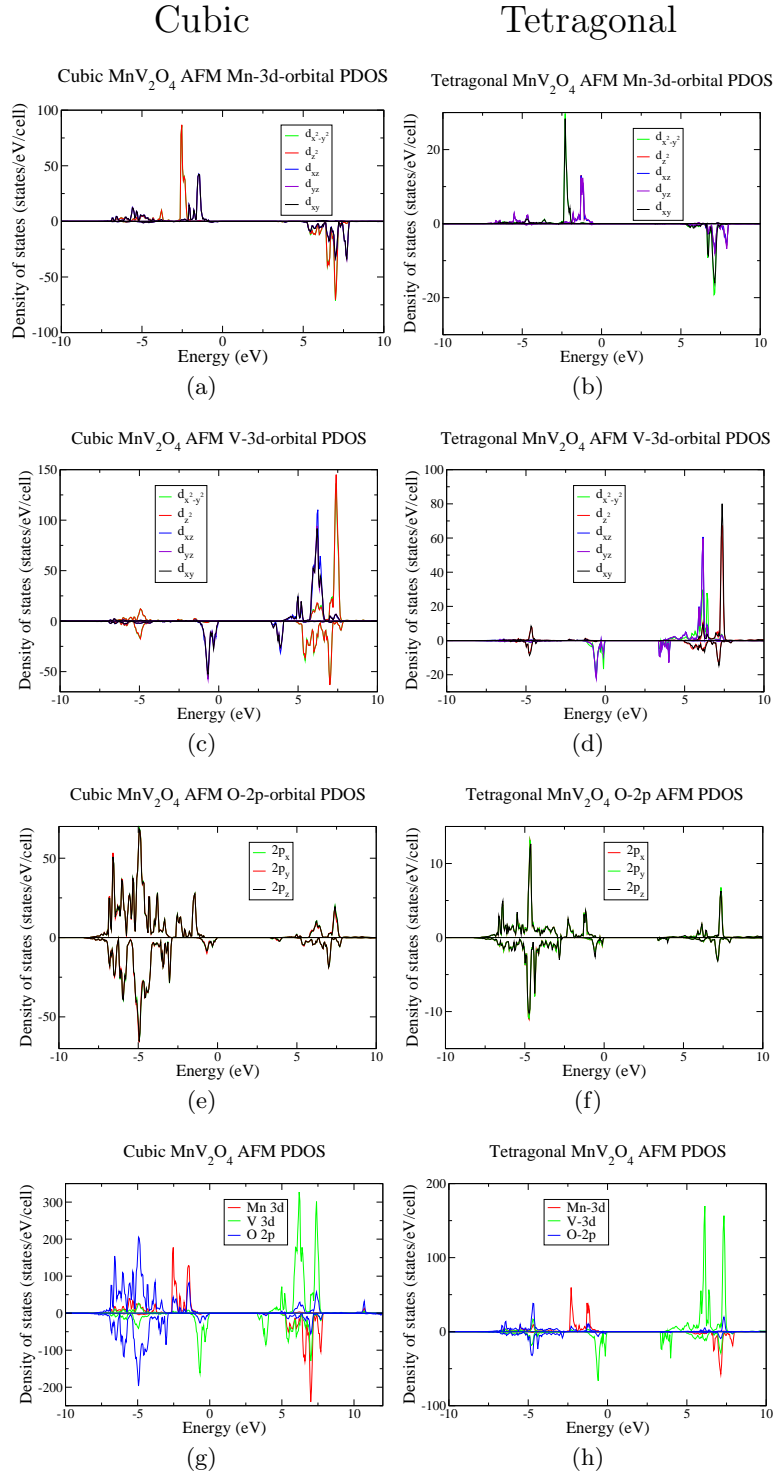 Cubic
Tetragonal
Cubic MnV2O4 AFM Mn-3d-orbital PDOS
Density of states (states/eV/cell)
100
50
0
-50
-100
-10
-5
0
5
10
Energy (eV)
dx²-y²
dz²
dxz
dyz
dxy
(a)
Tetragonal MnV2O4 AFM Mn-3d-orbital PDOS
Density of states (states/eV/cell)
20
0
-20
-10
-5
0
5
10
Energy (eV)
dx²-y²
dz²
dxz
dyz
dxy
(b)
Cubic MnV2O4 AFM V-3d-orbital PDOS
Density of states (states/eV/cell)
150
100
50
0
-50
-10
-5
0
5
10
Energy (eV)
dx²-y²
dz²
dxz
dyz
dxy
(c)
Tetragonal MnV2O4 AFM V-3d-orbital PDOS
Density of states (states/eV/cell)
100
80
60
40
20
0
-20
-10
-5
0
5
10
Energy (eV)
dx²-y²
dz²
dxz
dyz
dxy
(d)
Cubic MnV2O4 AFM O-2p-orbital PDOS
Density of states (states/eV/cell)
50
0
-50
-10
-5
0
5
10
Energy (eV)
2px
2py
2pz
(e)
Tetragonal MnV2O4 O-2p AFM PDOS
Density of states (states/eV/cell)
10
0
-10
-10
-5
0
5
10
Energy (eV)
2px
2py
2pz
(f)
Cubic MnV2O4 AFM PDOS
Density of states (states/eV/cell)
300
200
100
0
-100
-200
-10
-5
0
5
10
Energy (eV)
Mn 3d
V 3d
O 2p
(g)
Tetragonal MnV2O4 AFM PDOS
Density of states (states/eV/cell)
200
100
0
-100
-10
-5
0
5
10
Energy (eV)
Mn-3d
V-3d
O-2p
(h)